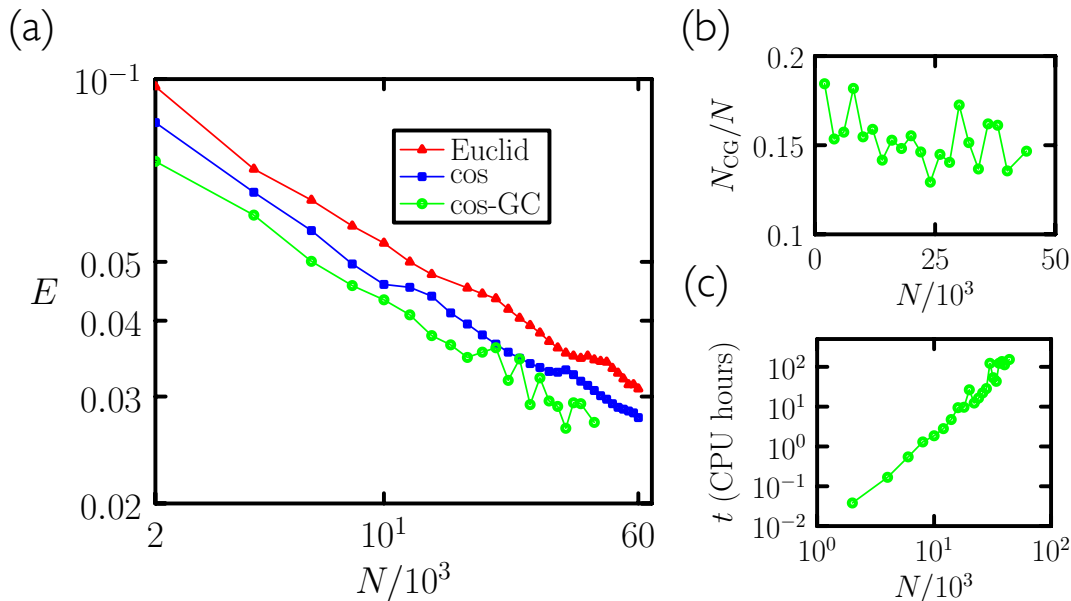 (a)
10^{-1}
0.05
0.04
0.03
0.02
E
2
10^1
60
N/10^3
Euclid
cos
cos-GC
(b)
0.2
0.15
0.1
N_{CG}/N
0
25
50
N/10^3
(c)
10^2
10^1
10^0
10^{-1}
10^{-2}
t (CPU hours)
10^0
10^1
10^2
N/10^3